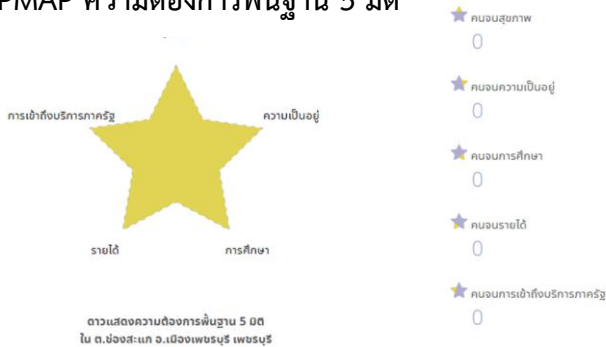 PMAP ความต้องการพื้นฐาน 5 มิติ
การเข้าถึงบริการภาครัฐ
ความเป็นอยู่
รายได้
การศึกษา
ดาวแสดงความต้องการพื้นฐาน 5 มิติ
ใน ต.ช่องสะแก อ.เมืองเพชรบุรี เพชรบุรี
คนจนสุขภาพ
0
คนจนความเป็นอยู่
0
คนจนการศึกษา
0
คนจนรายได้
0
คนจนการเข้าถึงบริการภาครัฐ
0